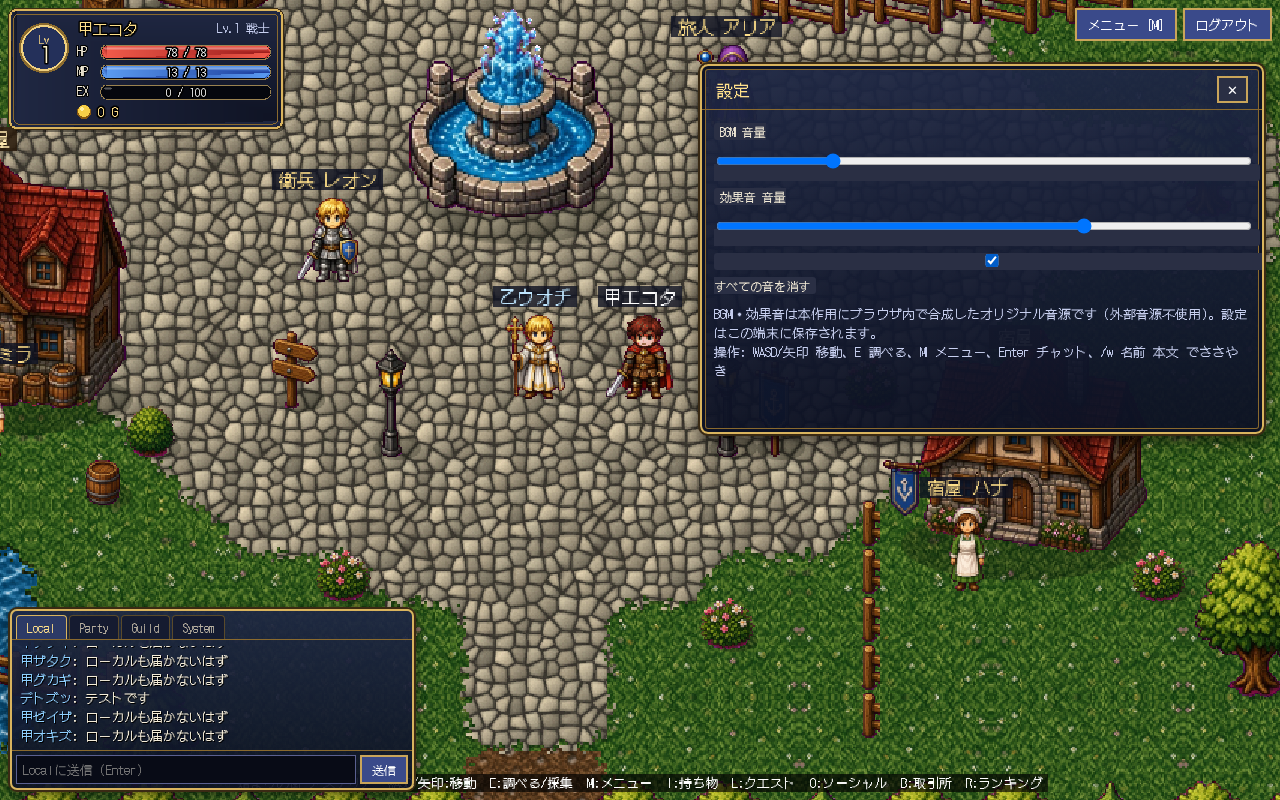 甲エコタ
Lv.1 戦士
Lv
1
HP
78 / 78
MP
13 / 13
EX
0 / 100
0 G
旅人 アリア
メニュー [M]
ログアウト
設定
×
BGM 音量
効果音 音量
すべての音を消す
BGM・効果音は本作用にブラウザ内で合成したオリジナル音源です（外部音源不使用）。設定
はこの端末に保存されます。
操作: WASD/矢印 移動、E 調べる、M メニュー、Enter チャット、/w 名前 本文 でささや
き
屋
衛兵 レオン
乙ウオチ
甲エコタ
ミラ
宿屋 ハナ
Local
Party
Guild
System
甲ザタク: ローカルも届かないはず
甲グカギ: ローカルも届かないはず
デトズッ: テストです
甲ゼイザ: ローカルも届かないはず
甲オキズ: ローカルも届かないはず
Localに送信（Enter）
送信
矢印:移動 E:調べる/採集 M:メニュー I:持ち物 L:クエスト O:ソーシャル B:取引所 R:ランキング